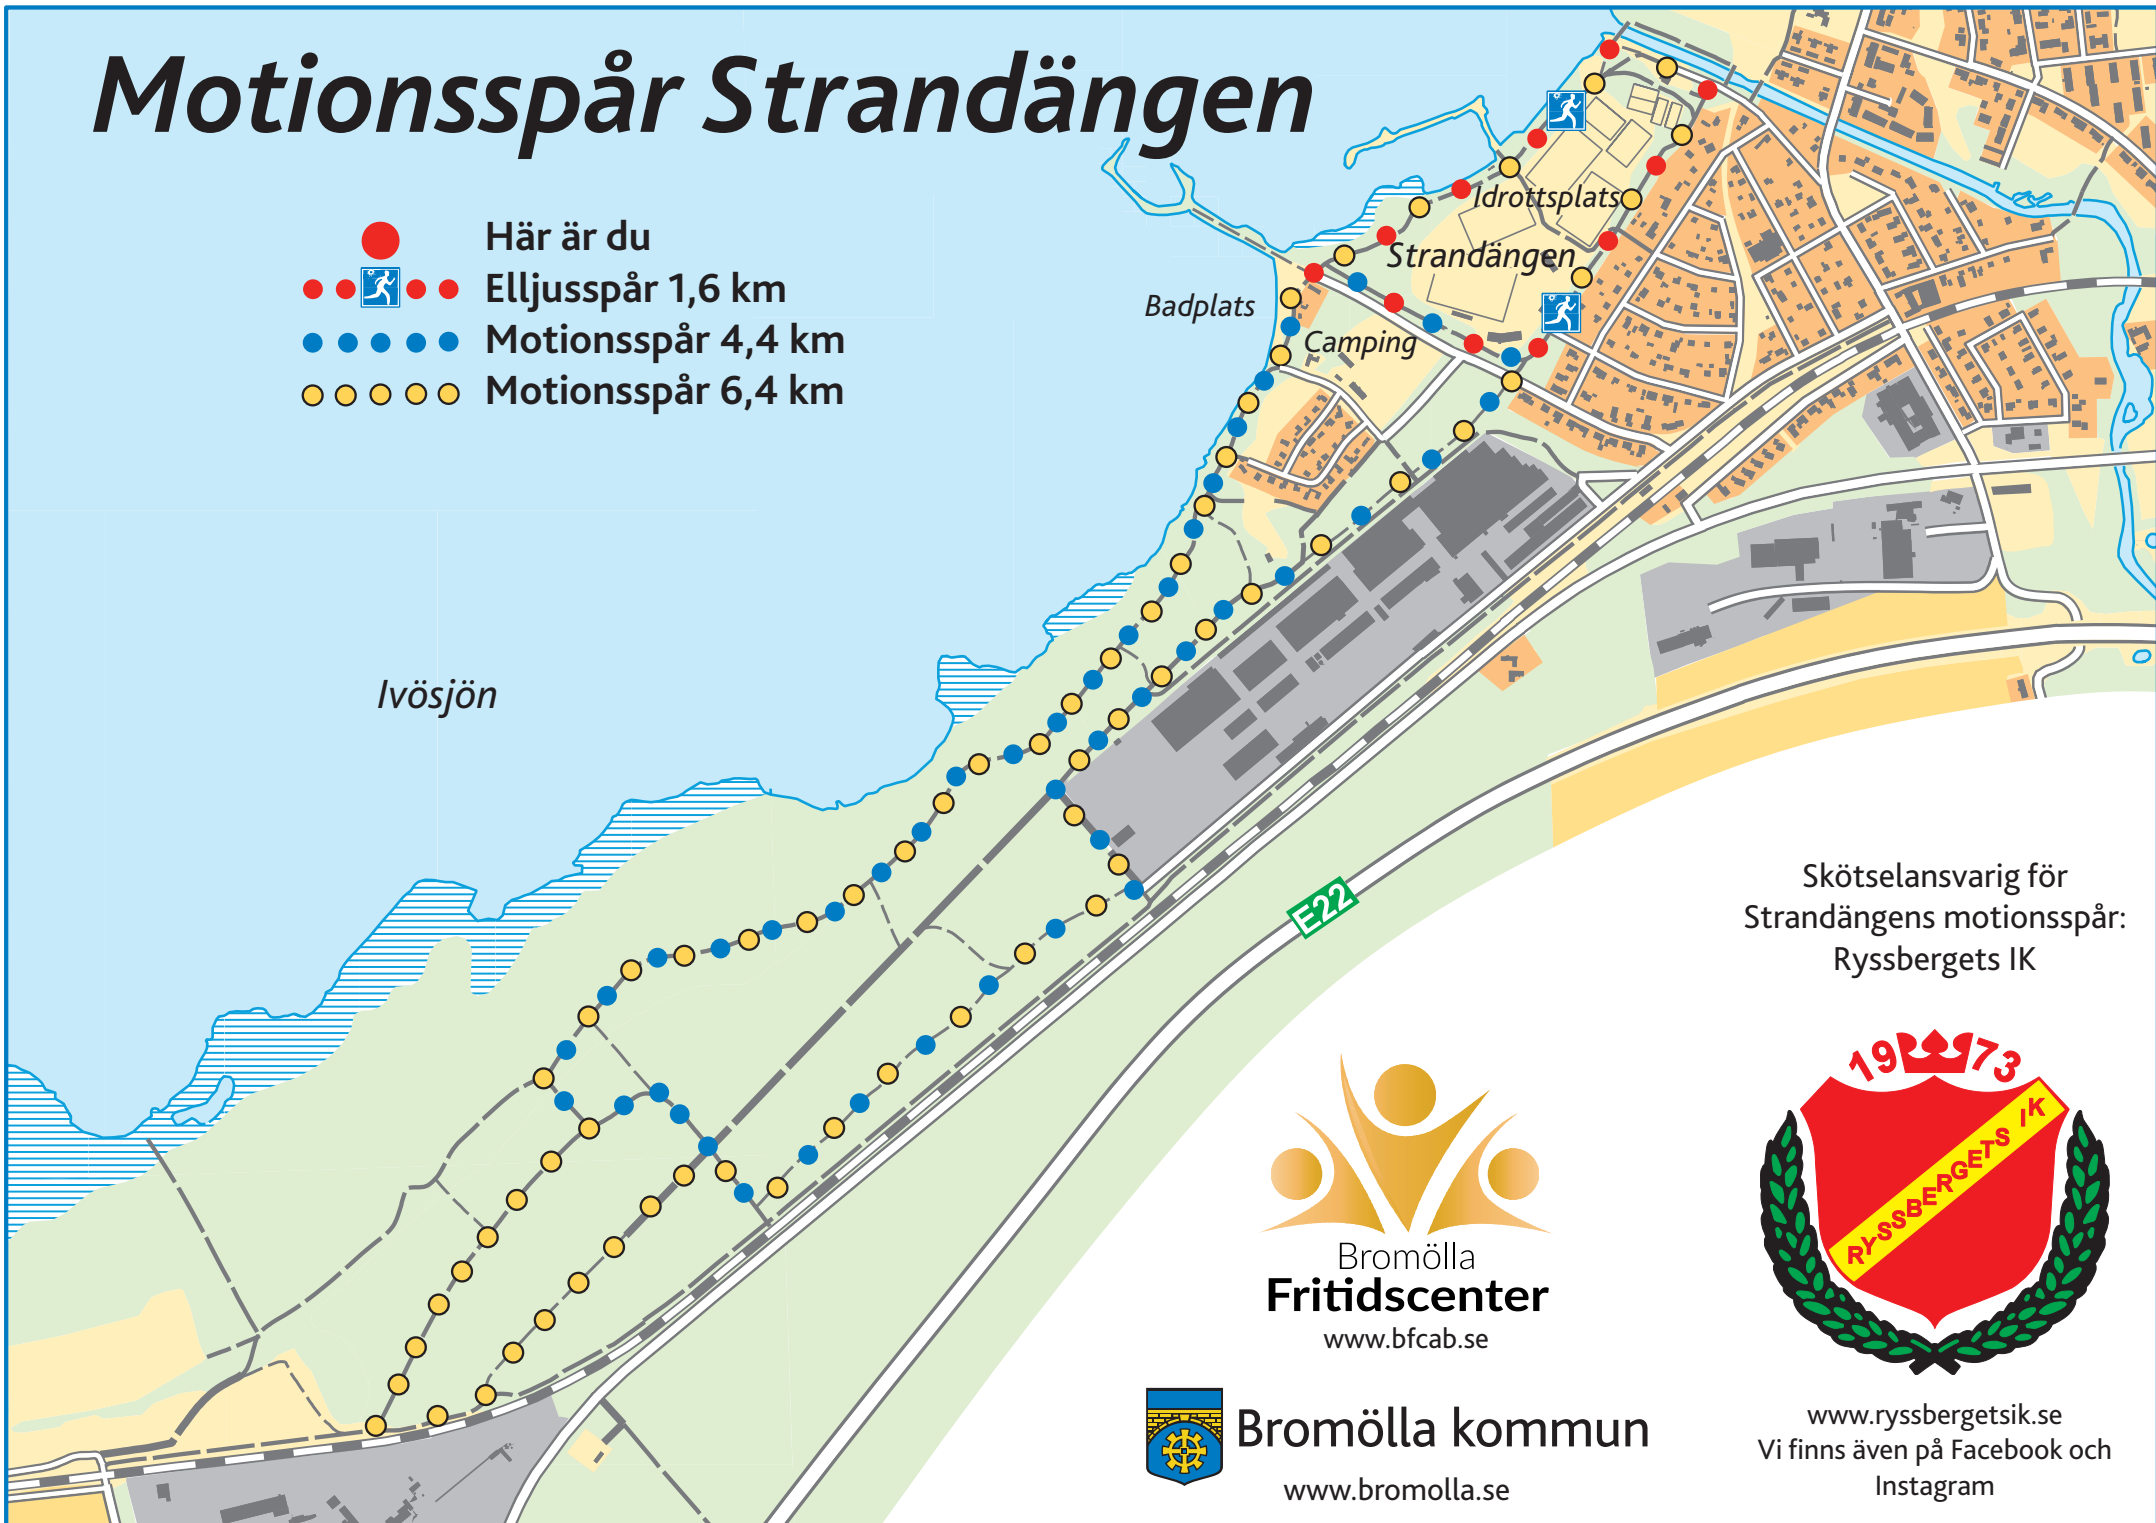 Motionsspår Strandängen
Här är du
Elljusspår 1,6 km
Motionsspår 4,4 km
Motionsspår 6,4 km
Idrottsplats
Strandängen
Badplats
Camping
Ivösjön
E22
Skötselansvarig för
Strandängens motionsspår:
Ryssbergets IK
1973
RYSSBERGETS IK
Bromölla
Fritidscenter
www.bfcab.se
Bromölla kommun
www.bromolla.se
www.ryssbergetsik.se
Vi finns även på Facebook och
Instagram